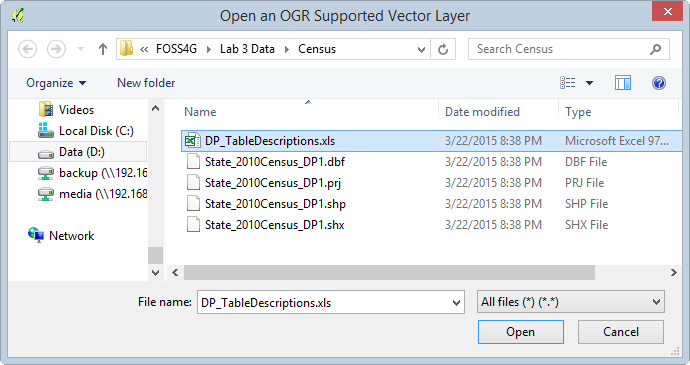 Open an OGR Supported Vector Layer
« FOSS4G › Lab 3 Data › Census
Search Census
Organize
New folder
Videos
Local Disk (C:)
Data (D:)
backup (\\192.16
media (\\192.168
Network
Name Date modified Type
DP_TableDescriptions.xls 3/22/2015 8:38 PM Microsoft Excel 97...
State_2010Census_DP1.dbf 3/22/2015 8:38 PM DBF File
State_2010Census_DP1.prj 3/22/2015 8:38 PM PRJ File
State_2010Census_DP1.shp 3/22/2015 8:38 PM SHP File
State_2010Census_DP1.shx 3/22/2015 8:38 PM SHX File
File name: DP_TableDescriptions.xls
All files (*) (*.*)
Open
Cancel